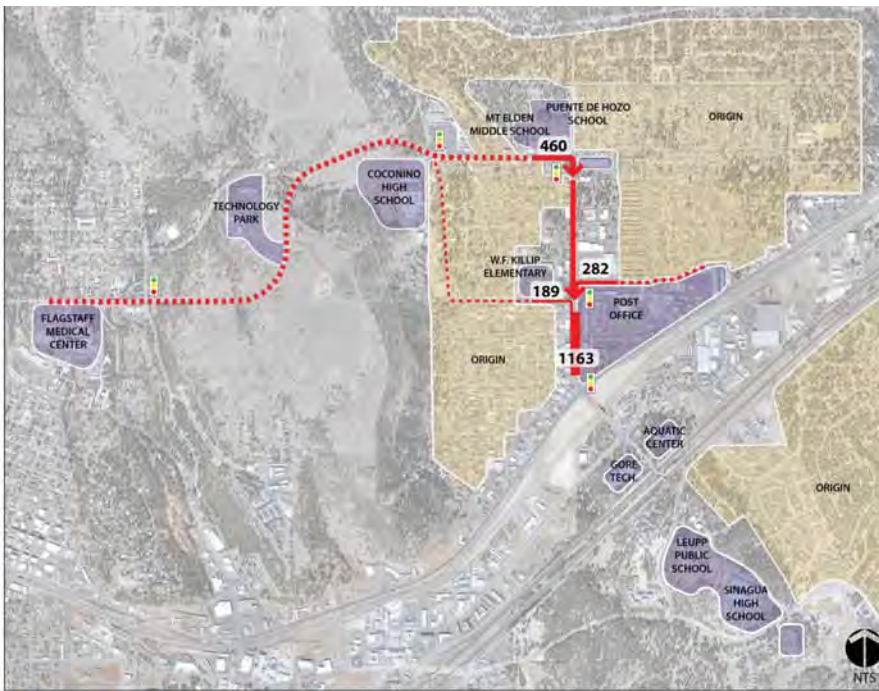 PUENTE DE HOZO
SCHOOL
MT ELDEN
MIDDLE SCHOOL
ORIGIN
460
COCONINO
HIGH
SCHOOL
TECHNOLOGY
PARK
W.F. KILLIP
ELEMENTARY
282
189
POST
OFFICE
FLAGSTAFF
MEDICAL
CENTER
ORIGIN
1163
AQUATIC
CENTER
GORE
TECH.
ORIGIN
LEUPP
PUBLIC
SCHOOL
SINAGUA
HIGH
SCHOOL
NTS